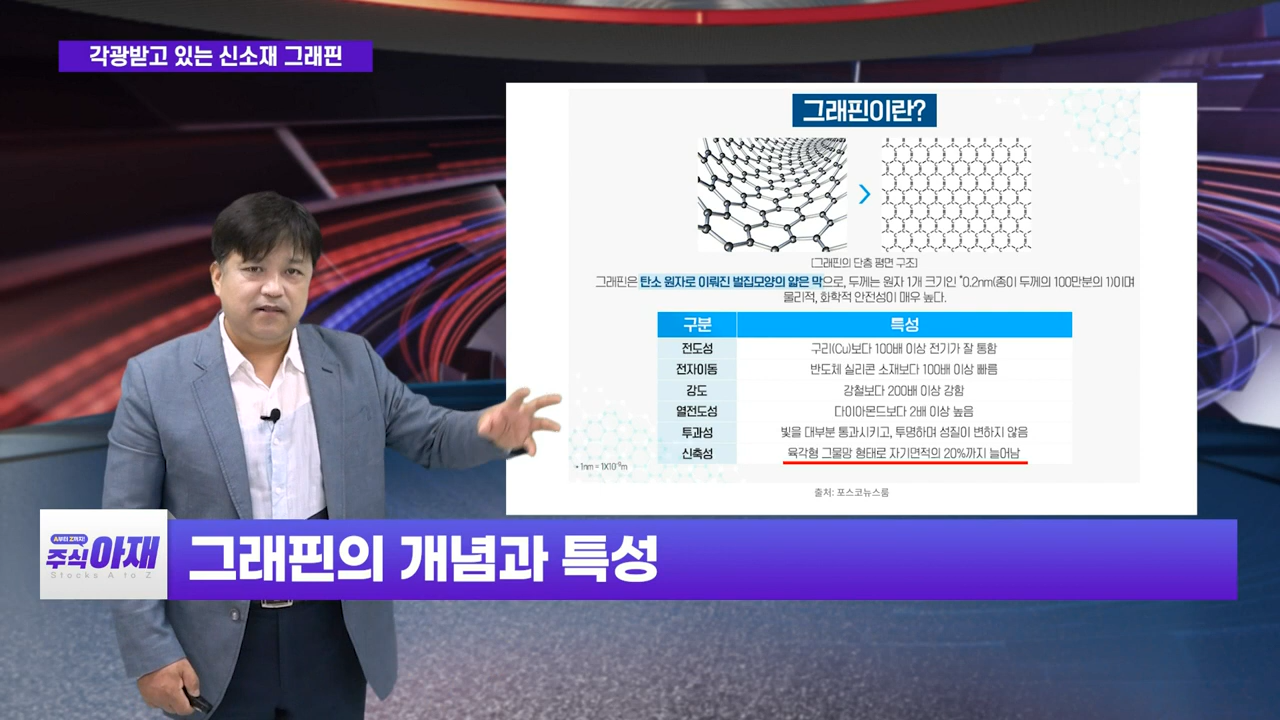 각광받고 있는 신소재 그래핀
그래핀이란?
[그래핀의 단층 평면 구조]
그래핀은 탄소 원자로 이뤄진 벌집모양의 얇은 막으로, 두께는 원자 1개 크기인 *0.2nm(종이 두께의 100만분의 1)이며
물리적, 화학적 안전성이 매우 높다.
구분 특성
전도성 구리(Cu)보다 100배 이상 전기가 잘 통함
전자이동 반도체 실리콘 소재보다 100배 이상 빠름
강도 강철보다 200배 이상 강함
열전도성 다이아몬드보다 2배 이상 높음
투과성 빛을 대부분 통과시키고, 투명하며 성질이 변하지 않음
신축성 육각형 그물망 형태로 자기면적의 20%까지 늘어남
* 1nm = 1X10⁻⁹m
출처: 포스코뉴스룸
A부터 Z까지!
주식아재
Stocks A to Z
그래핀의 개념과 특성